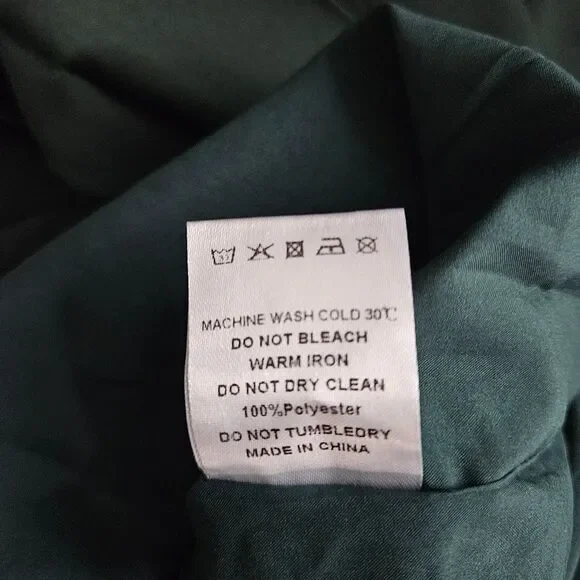 30
MACHINE WASH COLD 30℃
DO NOT BLEACH
WARM IRON
DO NOT DRY CLEAN
100%Polyester
DO NOT TUMBLEDRY
MADE IN CHINA